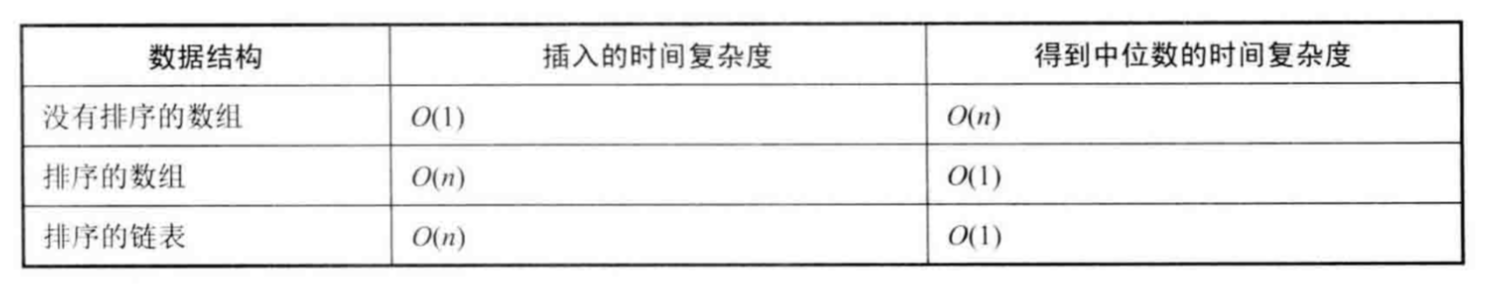 数据结构 插入的时间复杂度 得到中位数的时间复杂度
没有排序的数组 O(1) O(n)
排序的数组 O(n) O(1)
排序的链表 O(n) O(1)